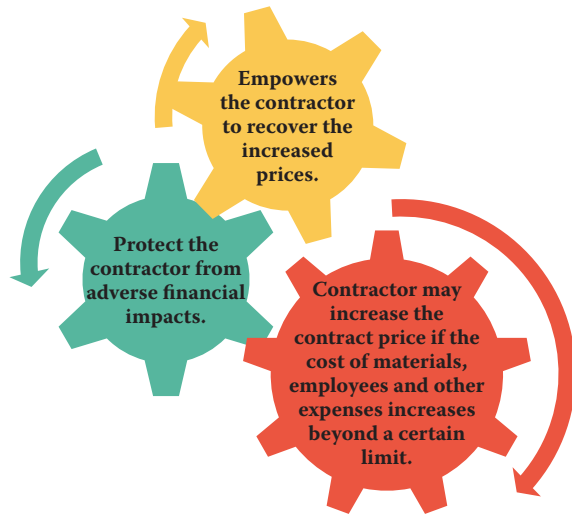 Empowers
the contractor
to recover the
increased
prices.
Protect the
contractor from
adverse financial
impacts.
Contractor may
increase the
contract price if the
cost of materials,
employees and other
expenses increases
beyond a certain
limit.